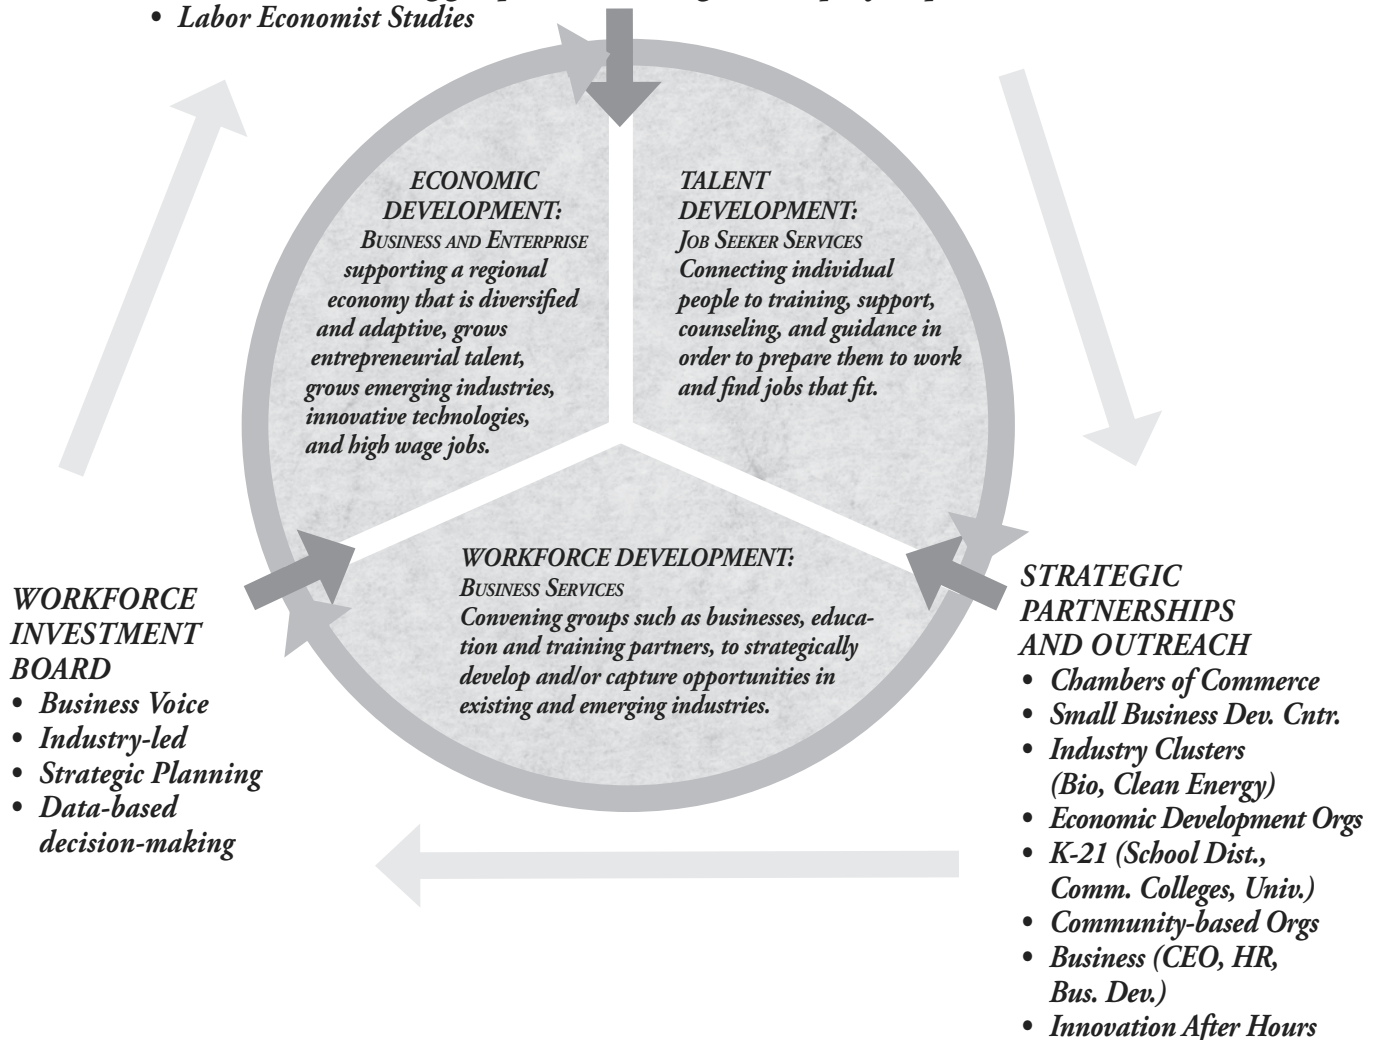 • Labor Economist Studies
ECONOMIC
DEVELOPMENT:
BUSINESS AND ENTERPRISE
supporting a regional
economy that is diversified
and adaptive, grows
entrepreneurial talent,
grows emerging industries,
innovative technologies,
and high wage jobs.
TALENT
DEVELOPMENT:
JOB SEEKER SERVICES
Connecting individual
people to training, support,
counseling, and guidance in
order to prepare them to work
and find jobs that fit.
WORKFORCE DEVELOPMENT:
BUSINESS SERVICES
Convening groups such as businesses, educa-
tion and training partners, to strategically
develop and/or capture opportunities in
existing and emerging industries.
WORKFORCE
INVESTMENT
BOARD
• Business Voice
• Industry-led
• Strategic Planning
• Data-based
decision-making
STRATEGIC
PARTNERSHIPS
AND OUTREACH
• Chambers of Commerce
• Small Business Dev. Cntr.
• Industry Clusters
(Bio, Clean Energy)
• Economic Development Orgs
• K-21 (School Dist.,
Comm. Colleges, Univ.)
• Community-based Orgs
• Business (CEO, HR,
Bus. Dev.)
• Innovation After Hours